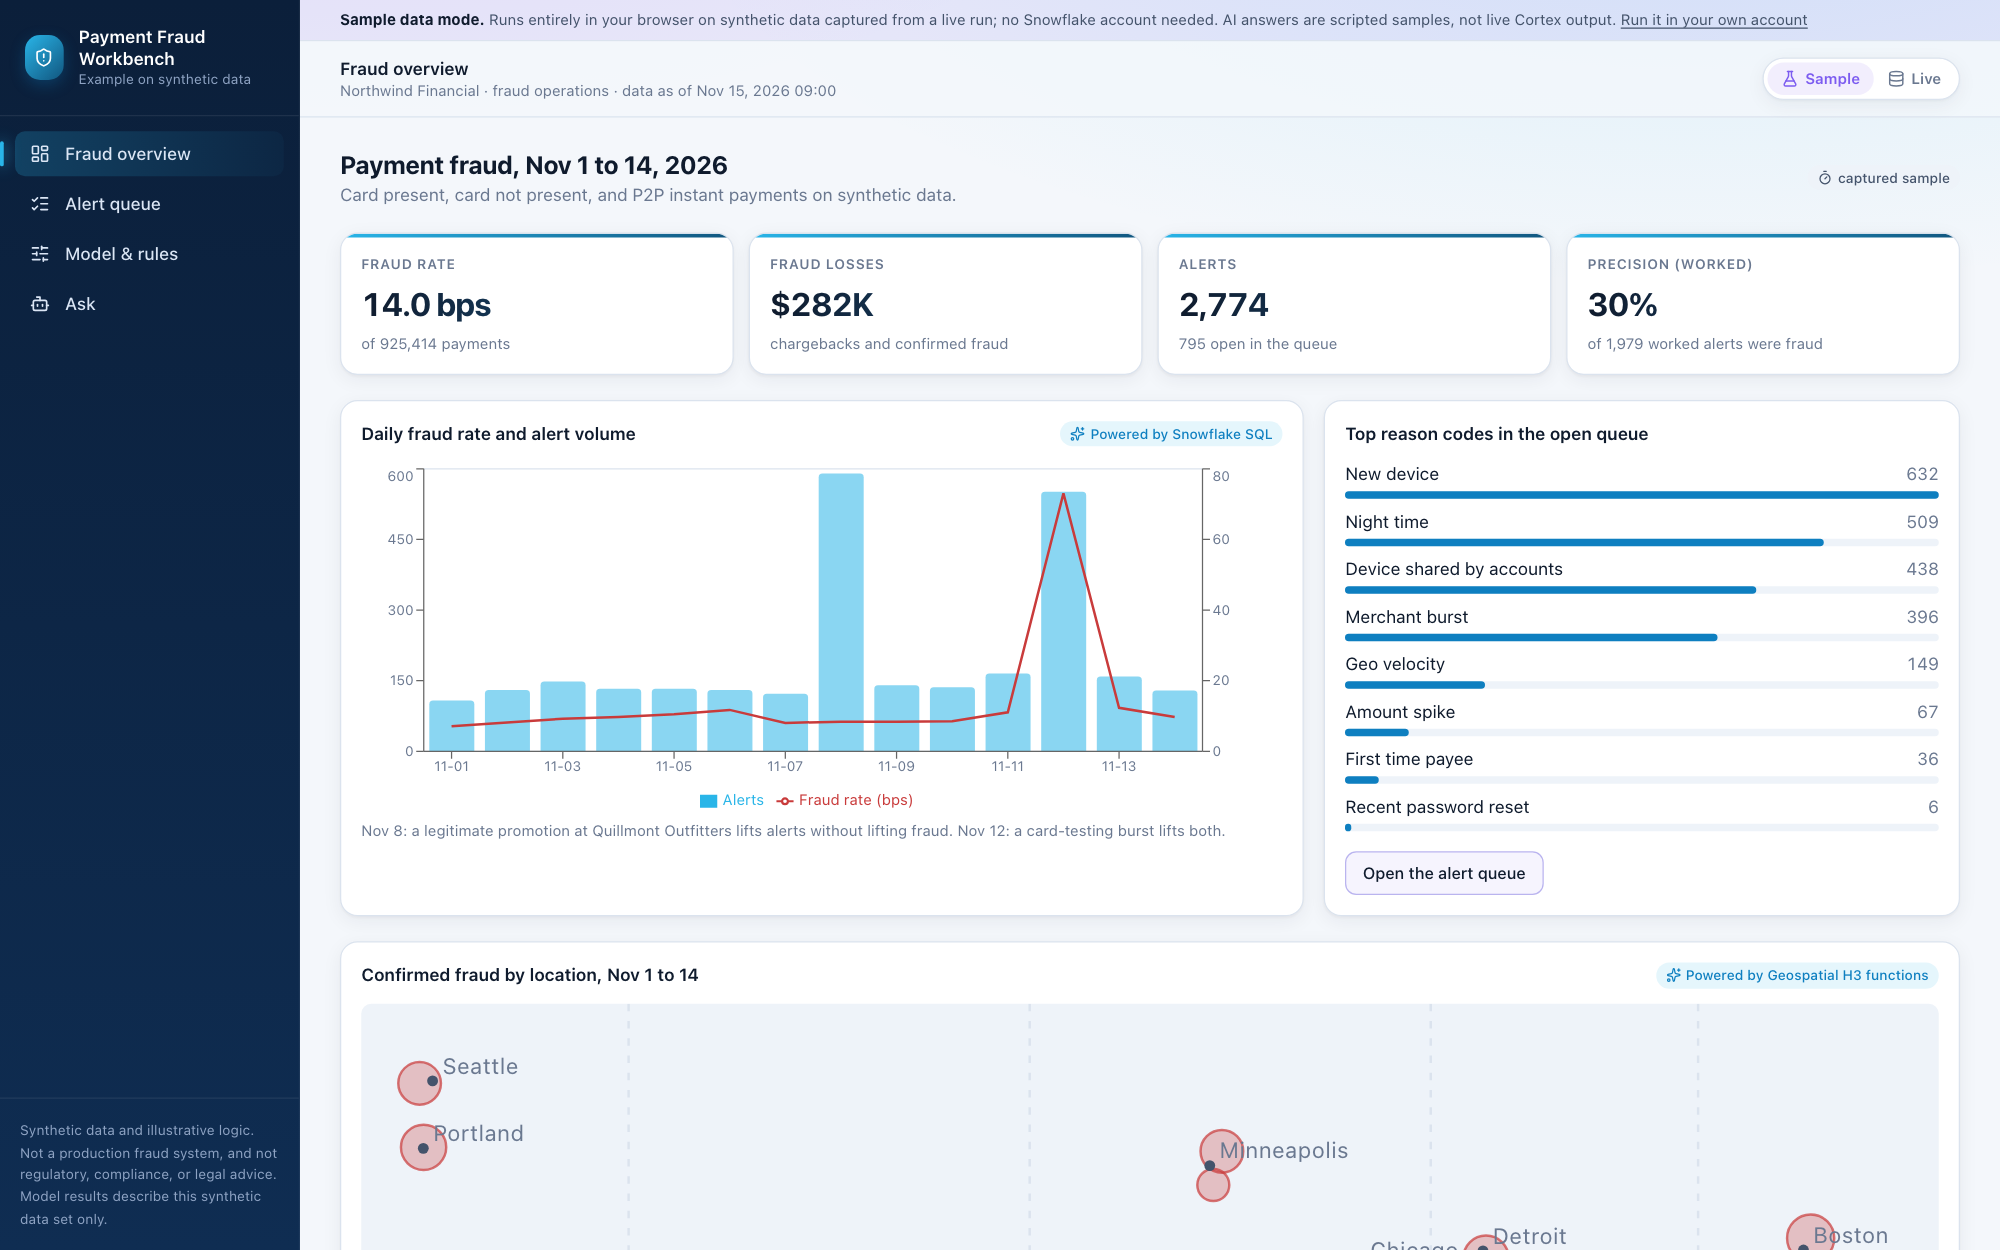 Payment Fraud
Workbench
Example on synthetic data
Fraud overview
Alert queue
Model & rules
Ask
Synthetic data and illustrative logic.
Not a production fraud system, and not
regulatory, compliance, or legal advice.
Model results describe this synthetic
data set only.
Sample data mode. Runs entirely in your browser on synthetic data captured from a live run; no Snowflake account needed. AI answers are scripted samples, not live Cortex output. Run it in your own account
Fraud overview
Northwind Financial · fraud operations · data as of Nov 15, 2026 09:00
Sample
Live
Payment fraud, Nov 1 to 14, 2026
Card present, card not present, and P2P instant payments on synthetic data.
captured sample
FRAUD RATE
14.0 bps
of 925,414 payments
FRAUD LOSSES
$282K
chargebacks and confirmed fraud
ALERTS
2,774
795 open in the queue
PRECISION (WORKED)
30%
of 1,979 worked alerts were fraud
Daily fraud rate and alert volume
Powered by Snowflake SQL
600
450
300
150
0
80
60
40
20
0
11-01
11-03
11-05
11-07
11-09
11-11
11-13
Alerts
Fraud rate (bps)
Nov 8: a legitimate promotion at Quillmont Outfitters lifts alerts without lifting fraud. Nov 12: a card-testing burst lifts both.
Top reason codes in the open queue
New device 632
Night time 509
Device shared by accounts 438
Merchant burst 396
Geo velocity 149
Amount spike 67
First time payee 36
Recent password reset 6
Open the alert queue
Confirmed fraud by location, Nov 1 to 14
Powered by Geospatial H3 functions
Seattle
Portland
Minneapolis
Boston
Detroit
Chicago